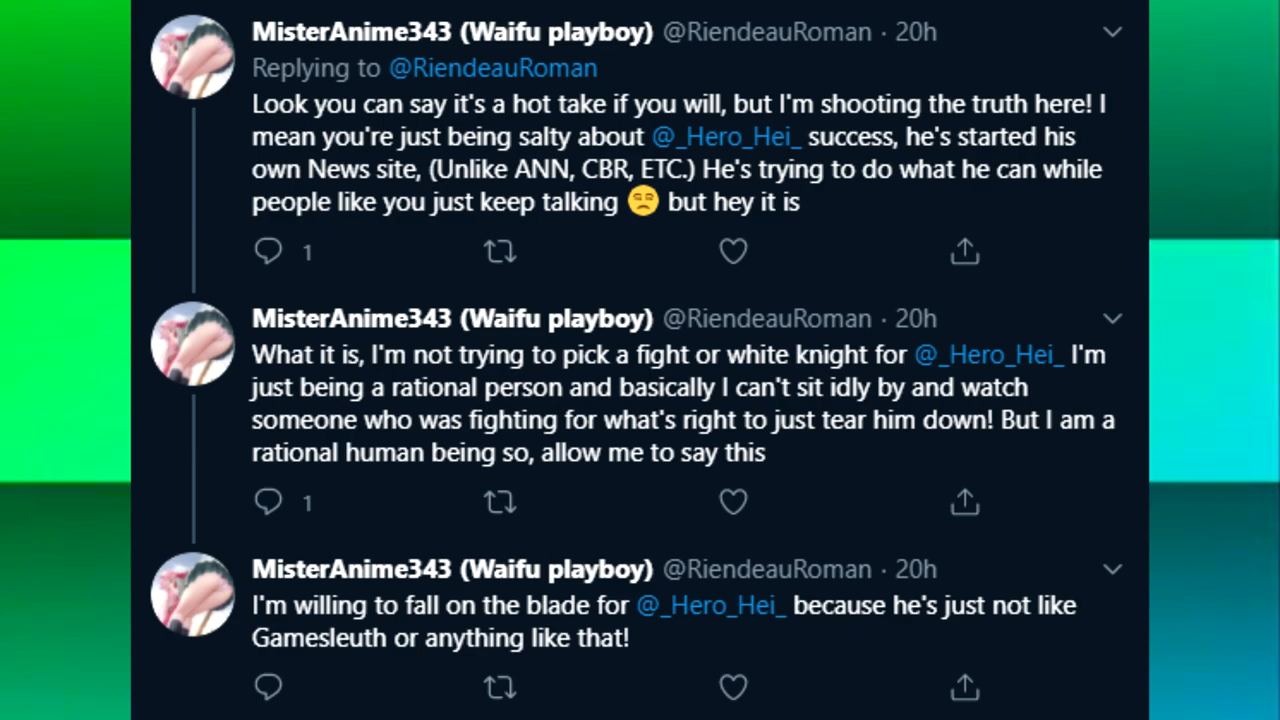 MisterAnime343 (Waifu playboy) @RiendeauRoman · 20h
Replying to @RiendeauRoman
Look you can say it's a hot take if you will, but I'm shooting the truth here! I
mean you're just being salty about @_Hero_Hei_ success, he's started his
own News site, (Unlike ANN, CBR, ETC.) He's trying to do what he can while
people like you just keep talking 😒 but hey it is
1
MisterAnime343 (Waifu playboy) @RiendeauRoman · 20h
What it is, I'm not trying to pick a fight or white knight for @_Hero_Hei_ I'm
just being a rational person and basically I can't sit idly by and watch
someone who was fighting for what's right to just tear him down! But I am a
rational human being so, allow me to say this
1
MisterAnime343 (Waifu playboy) @RiendeauRoman · 20h
I'm willing to fall on the blade for @_Hero_Hei_ because he's just not like
Gamesleuth or anything like that!